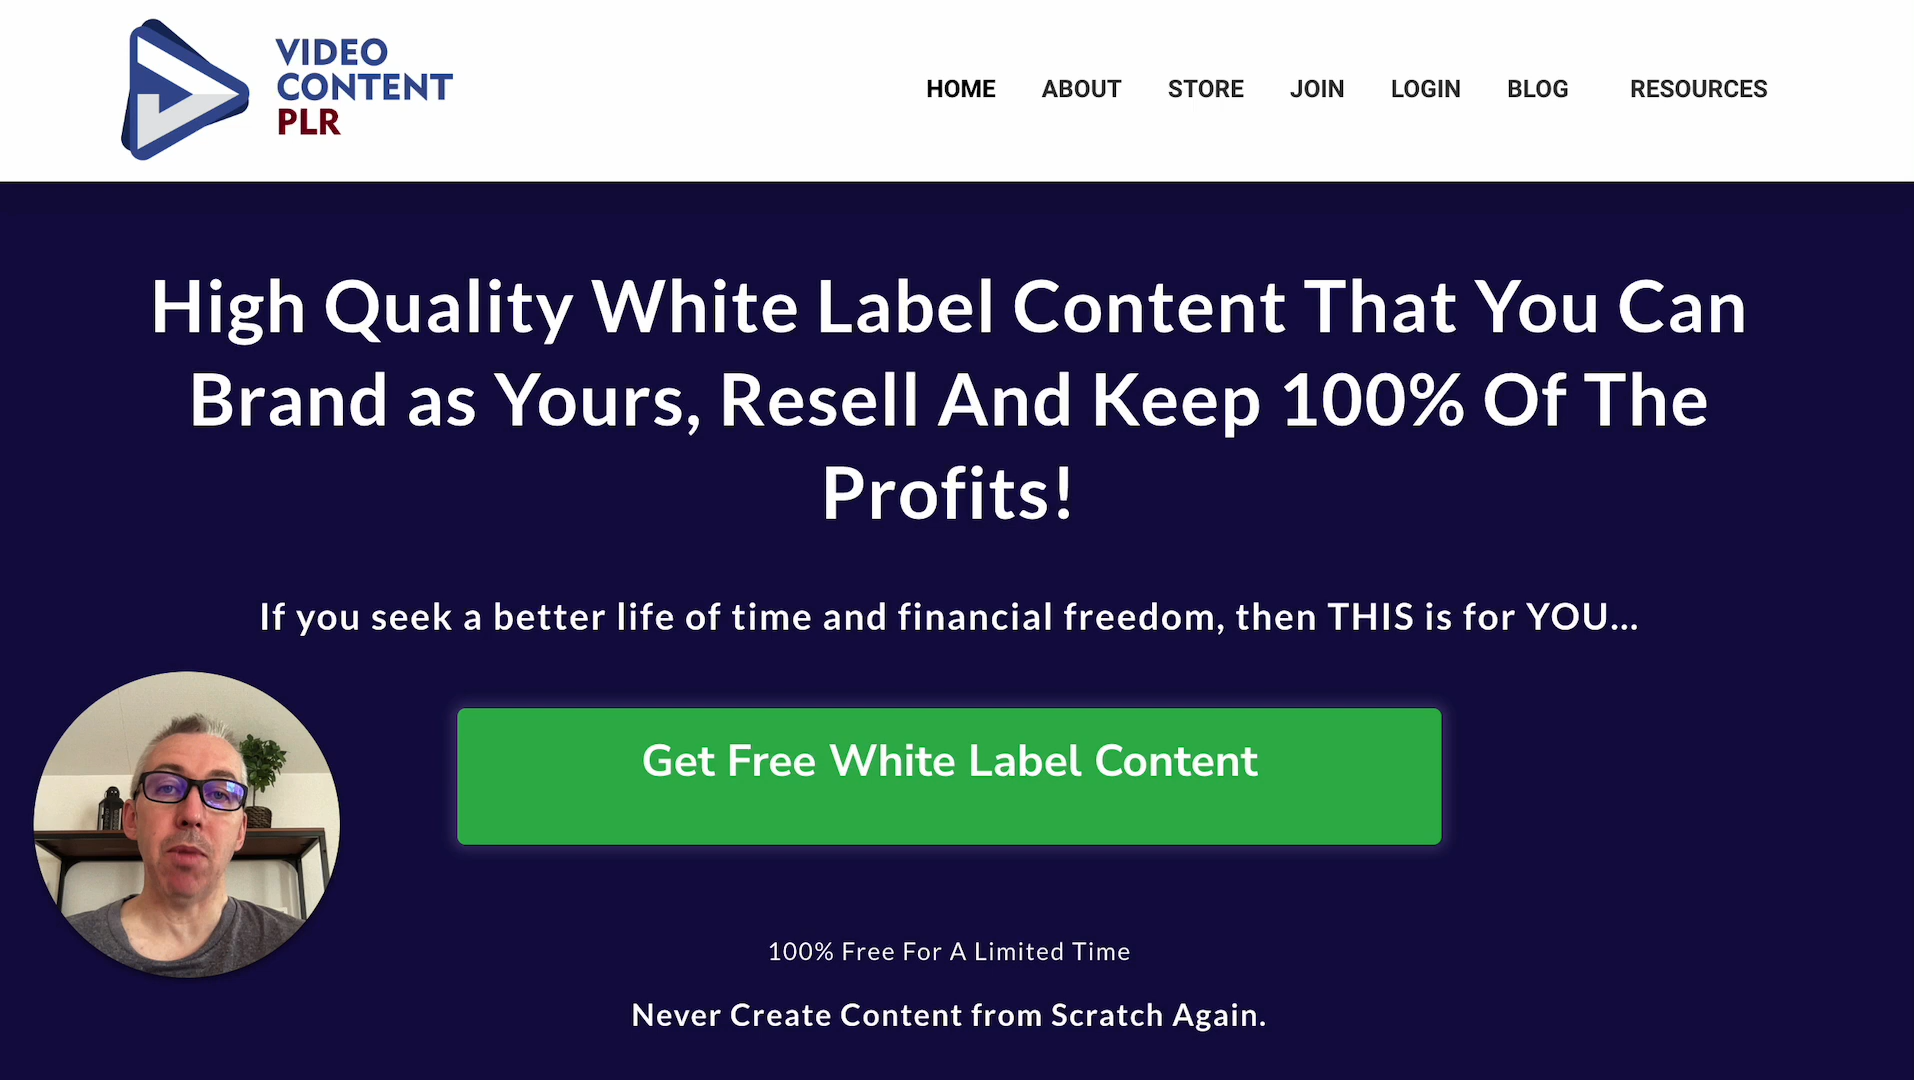 VIDEO
CONTENT
PLR
HOME ABOUT STORE JOIN LOGIN BLOG RESOURCES
High Quality White Label Content That You Can
Brand as Yours, Resell And Keep 100% Of The
Profits!
If you seek a better life of time and financial freedom, then THIS is for YOU...
Get Free White Label Content
100% Free For A Limited Time
Never Create Content from Scratch Again.